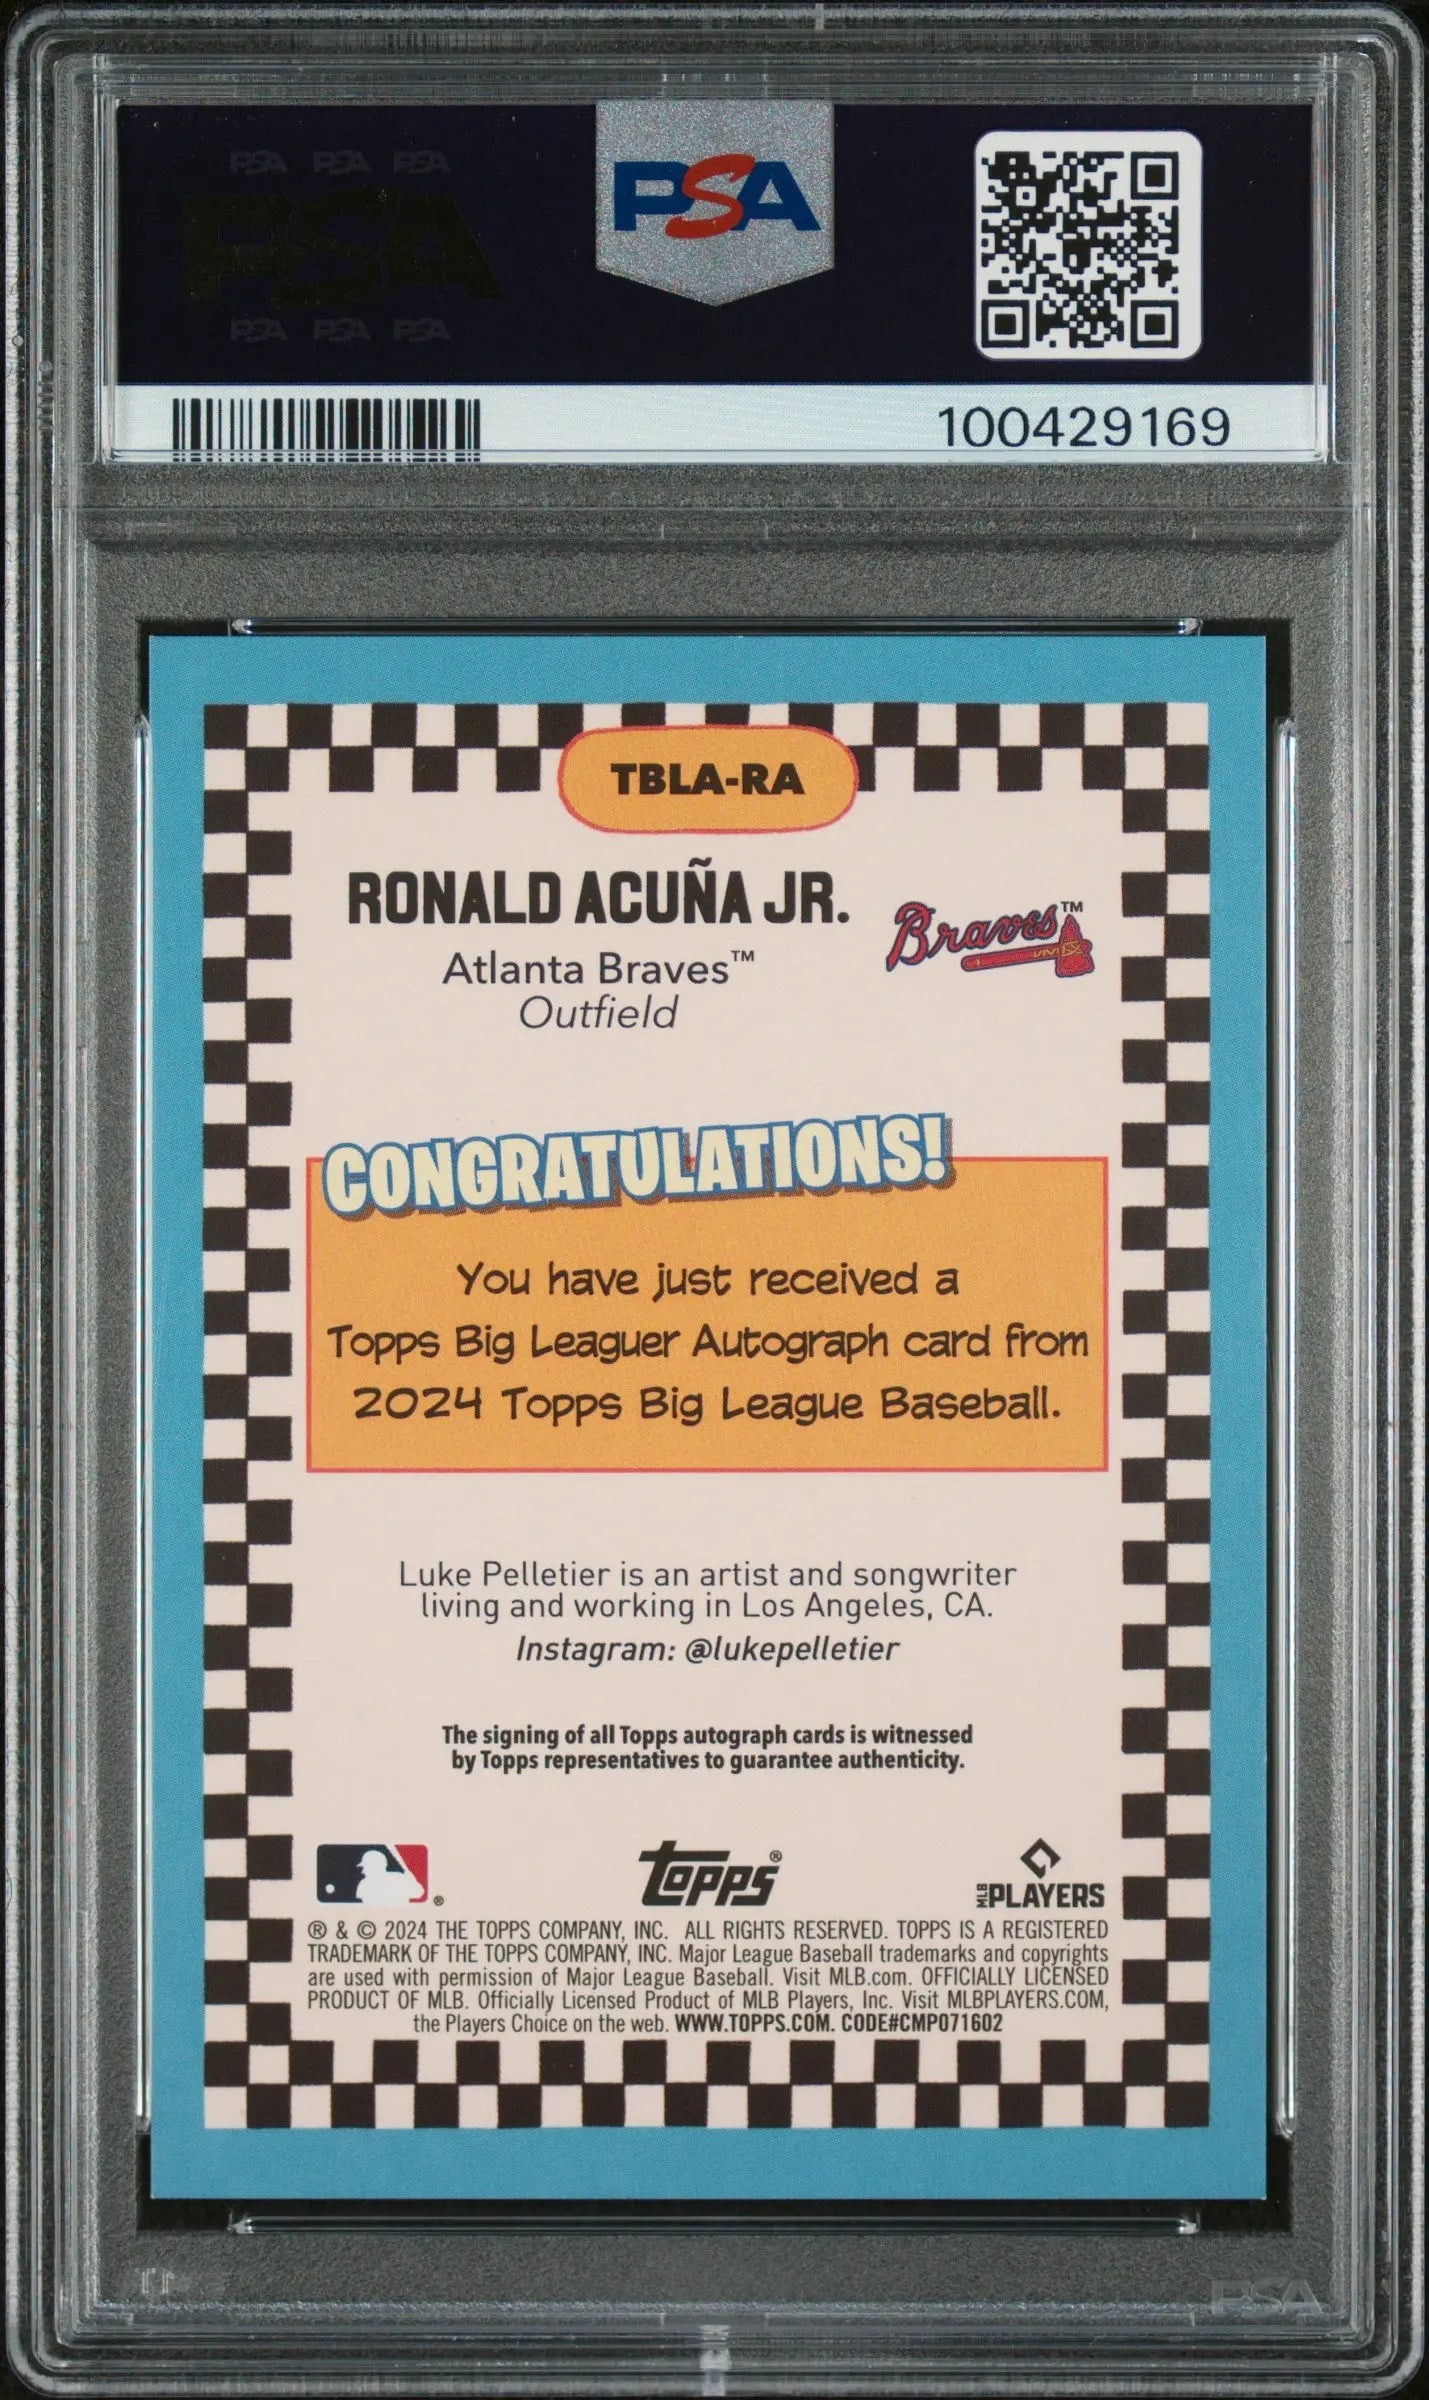 PSA PSA PSA
PSA
PSA PSA PSA
PSA
100429169
TBLA-RA
RONALD ACUÑA JR.
Braves™
Atlanta Braves™
Outfield
CONGRATULATIONS!
You have just received a
Topps Big Leaguer Autograph card from
2024 Topps Big League Baseball.
Luke Pelletier is an artist and songwriter
living and working in Los Angeles, CA.
Instagram: @lukepelletier
The signing of all Topps autograph cards is witnessed
by Topps representatives to guarantee authenticity.
®
topps®
MLB PLAYERS
® & © 2024 THE TOPPS COMPANY, INC. ALL RIGHTS RESERVED. TOPPS IS A REGISTERED
TRADEMARK OF THE TOPPS COMPANY, INC. Major League Baseball trademarks and copyrights
are used with permission of Major League Baseball. Visit MLB.com. OFFICIALLY LICENSED
PRODUCT OF MLB. Officially Licensed Product of MLB Players, Inc. Visit MLBPLAYERS.COM,
the Players Choice on the web. WWW.TOPPS.COM. CODE#CMP071602
PSA